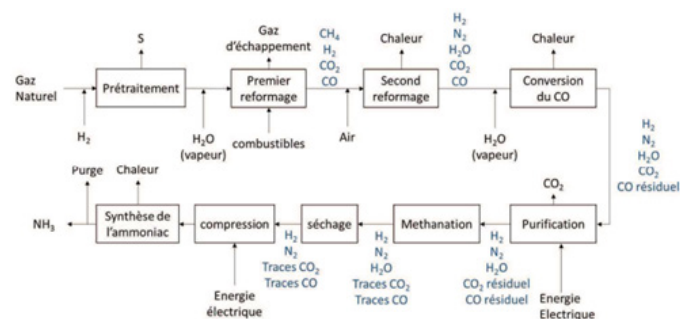 Gaz
d'échappement
CH₄
H₂
CO₂
CO
H₂
N₂
H₂O
CO₂
CO
S
Chaleur
Chaleur
Gaz
Naturel
Prétraitement
Premier
reformage
Second
reformage
Conversion
du CO
H₂
H₂O
(vapeur)
combustibles
Air
H₂O
(vapeur)
H₂
N₂
H₂O
CO₂
CO résiduel
Purge
Chaleur
CO₂
NH₃
Synthèse de
l'ammoniac
compression
séchage
Methanation
Purification
H₂
N₂
Traces CO₂
Traces CO
H₂
N₂
H₂O
Traces CO₂
Traces CO
H₂
N₂
H₂O
CO₂ résiduel
CO résiduel
Energie
électrique
Energie
Electrique